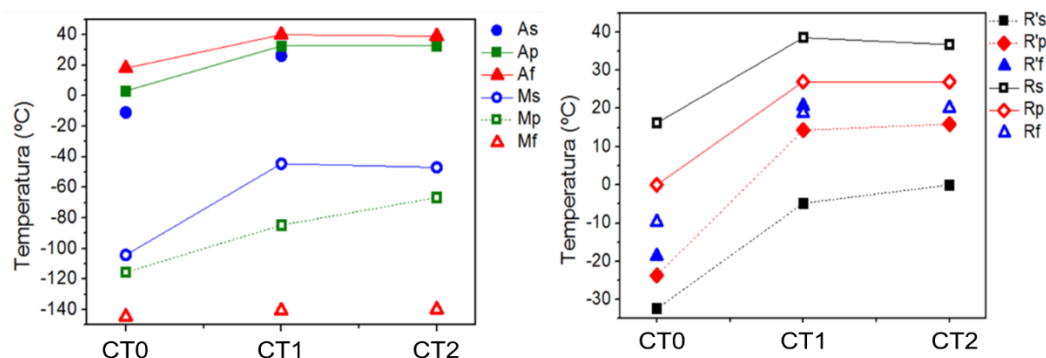 Temperatura (ºC)
40
20
0
-20
-40
-60
-80
-100
-120
-140
CT0
CT1
CT2
As
Ap
Af
Ms
Mp
Mf
Temperatura (ºC)
40
30
20
10
0
-10
-20
-30
CT0
CT1
CT2
R's
R'p
R'f
Rs
Rp
Rf